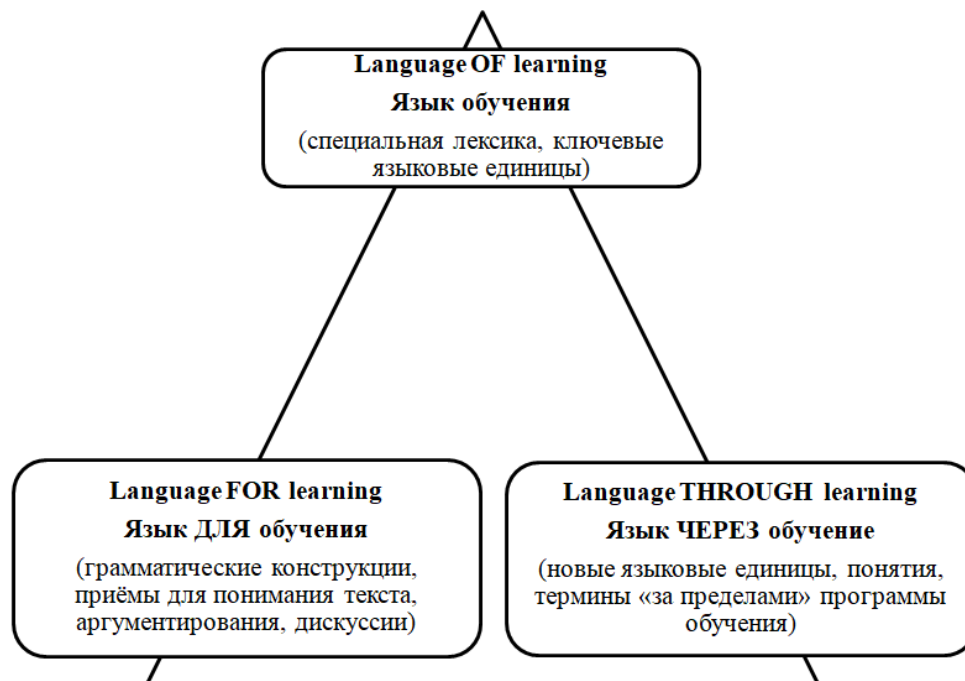 Language OF learning
Язык обучения
(специальная лексика, ключевые
языковые единицы)
Language FOR learning
Язык ДЛЯ обучения
(грамматические конструкции,
приёмы для понимания текста,
аргументирования, дискуссии)
Language THROUGH learning
Язык ЧЕРЕЗ обучение
(новые языковые единицы, понятия,
термины «за пределами» программы
обучения)